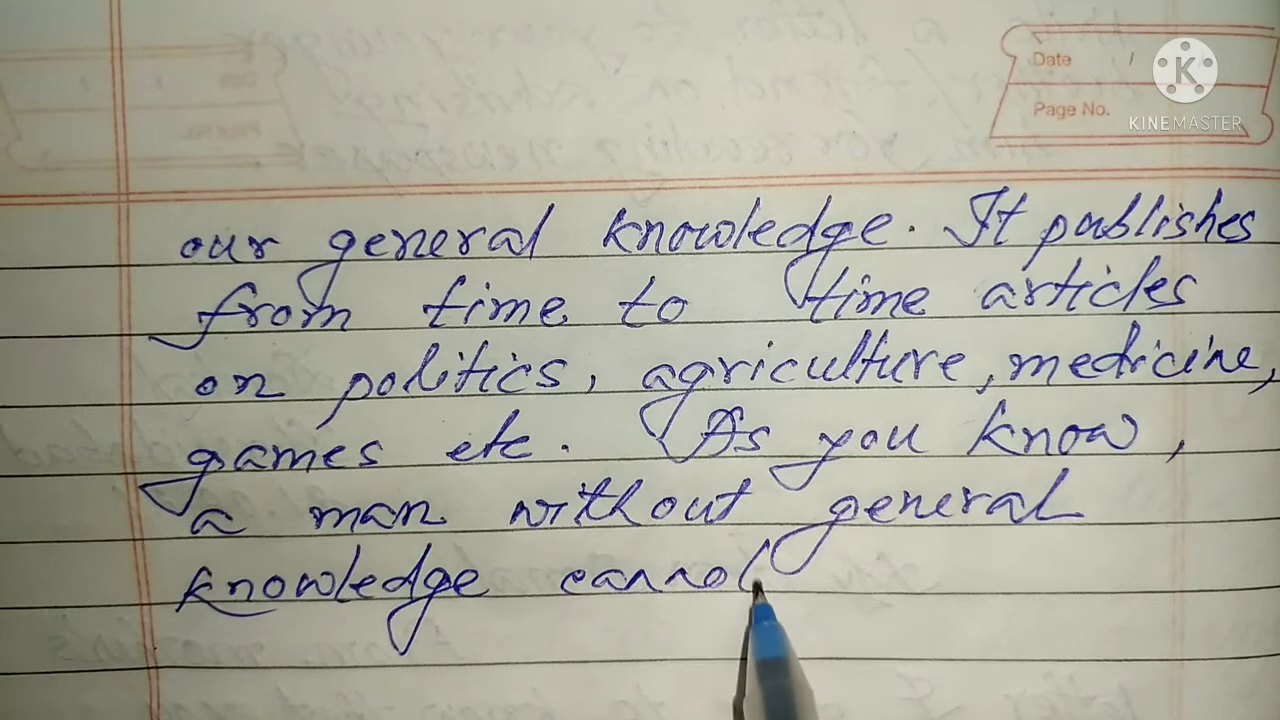 Date /
KINEMASTER
Page No.
our general knowledge. It publishes
from time to time articles
on politics, agriculture, medicine,
games etc. As you know,
a man without general
knowledge cannot